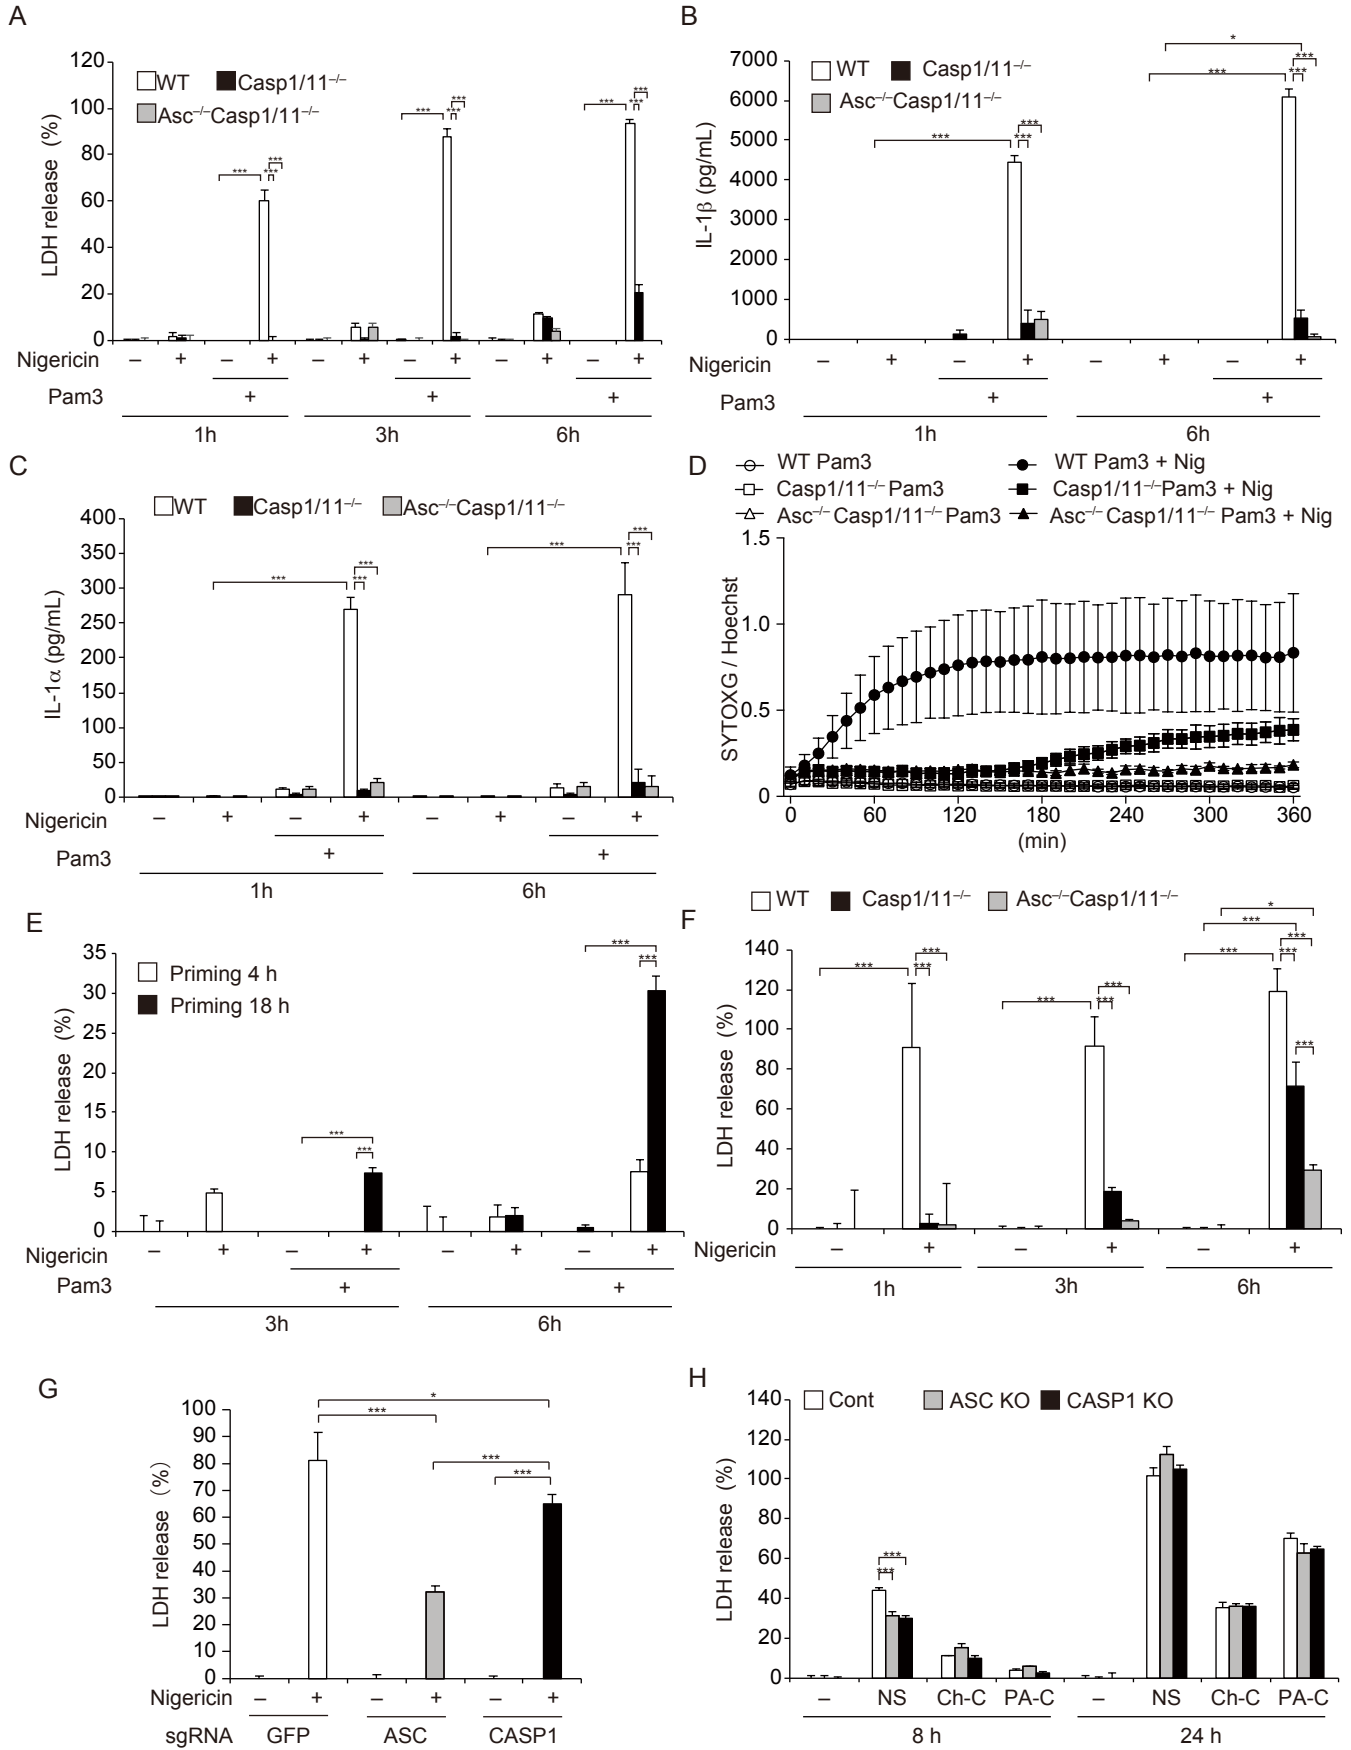 A
120
100
80
60
40
20
0
LDH release (%)
WT
Casp1/11⁻/⁻
Asc⁻/⁻Casp1/11⁻/⁻
***
***
***
***
***
***
***
***
***
Nigericin
– + – + – + – + – + – +
Pam3
+ + +
1h 3h 6h
B
7000
6000
5000
4000
3000
2000
1000
0
IL-1β (pg/mL)
WT
Casp1/11⁻/⁻
Asc⁻/⁻Casp1/11⁻/⁻
***
***
***
*
***
***
***
Nigericin
– + – + – + – +
Pam3
+ +
1h 6h
C
400
350
300
250
200
150
100
50
0
IL-1α (pg/mL)
WT
Casp1/11⁻/⁻
Asc⁻/⁻Casp1/11⁻/⁻
***
***
***
***
***
***
Nigericin
– + – + – + – +
Pam3
+ +
1h 6h
D
WT Pam3
Casp1/11⁻/⁻ Pam3
Asc⁻/⁻ Casp1/11⁻/⁻ Pam3
WT Pam3 + Nig
Casp1/11⁻/⁻Pam3 + Nig
Asc⁻/⁻ Casp1/11⁻/⁻ Pam3 + Nig
1.5
1.0
0.5
0
SYTOXG / Hoechst
0 60 120 180 240 300 360
(min)
E
35
30
25
20
15
10
5
0
LDH release (%)
Priming 4 h
Priming 18 h
***
***
***
***
Nigericin
– + – + – + – +
Pam3
+ +
3h 6h
F
WT
Casp1/11⁻/⁻
Asc⁻/⁻Casp1/11⁻/⁻
140
120
100
80
60
40
20
0
LDH release (%)
***
***
***
***
***
***
*
***
***
***
***
***
Nigericin
– + – + – +
1h 3h 6h
G
100
90
80
70
60
50
40
30
20
10
0
LDH release (%)
*
***
***
***
Nigericin
– + – + – +
sgRNA
GFP ASC CASP1
H
140
120
100
80
60
40
20
0
LDH release (%)
Cont
ASC KO
CASP1 KO
***
***
– NS Ch-C PA-C – NS Ch-C PA-C
8 h 24 h